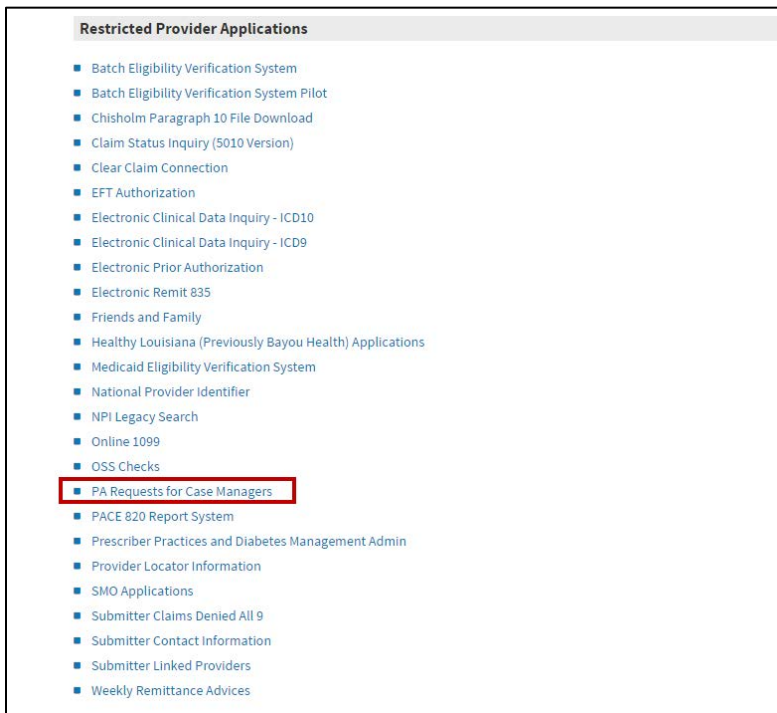 Restricted Provider Applications
Batch Eligibility Verification System
Batch Eligibility Verification System Pilot
Chisholm Paragraph 10 File Download
Claim Status Inquiry (5010 Version)
Clear Claim Connection
EFT Authorization
Electronic Clinical Data Inquiry - ICD10
Electronic Clinical Data Inquiry - ICD9
Electronic Prior Authorization
Electronic Remit 835
Friends and Family
Healthy Louisiana (Previously Bayou Health) Applications
Medicaid Eligibility Verification System
National Provider Identifier
NPI Legacy Search
Online 1099
OSS Checks
PA Requests for Case Managers
PACE 820 Report System
Prescriber Practices and Diabetes Management Admin
Provider Locator Information
SMO Applications
Submitter Claims Denied All 9
Submitter Contact Information
Submitter Linked Providers
Weekly Remittance Advices